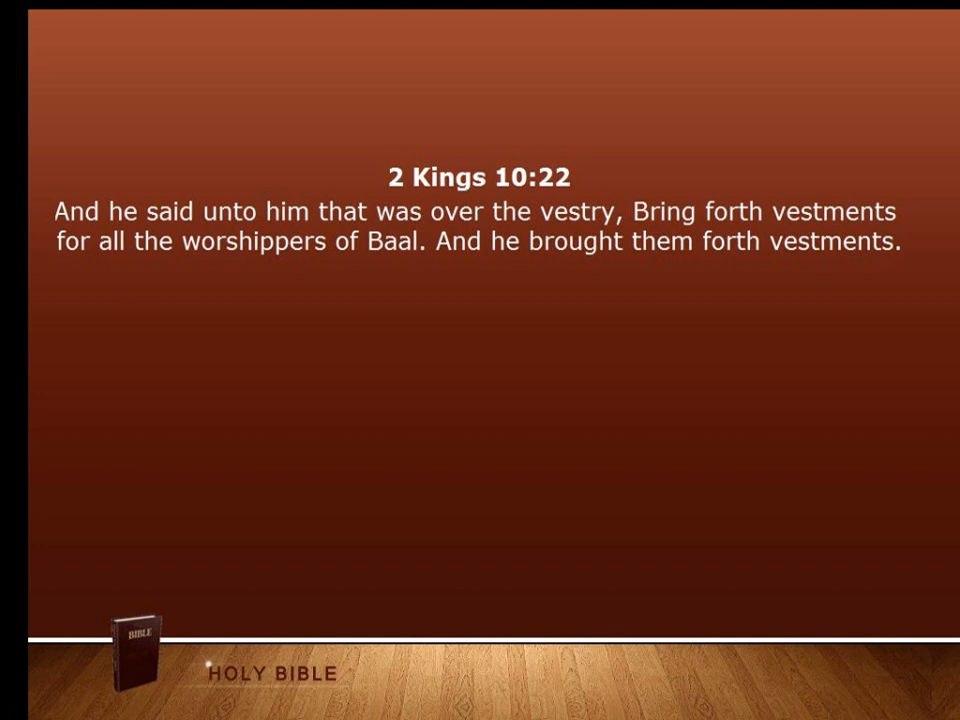 2 Kings 10:22
And he said unto him that was over the vestry, Bring forth vestments
for all the worshippers of Baal. And he brought them forth vestments.
BIBLE
HOLY BIBLE